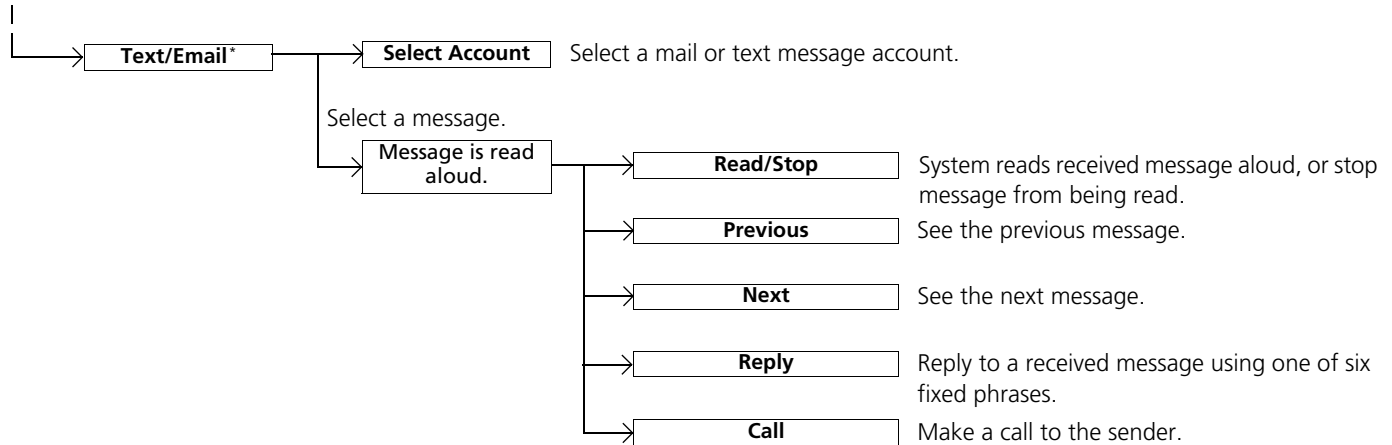 Text/Email*
Select Account
Select a mail or text message account.
Select a message.
Message is read
aloud.
Read/Stop
System reads received message aloud, or stop
message from being read.
Previous
See the previous message.
Next
See the next message.
Reply
Reply to a received message using one of six
fixed phrases.
Call
Make a call to the sender.